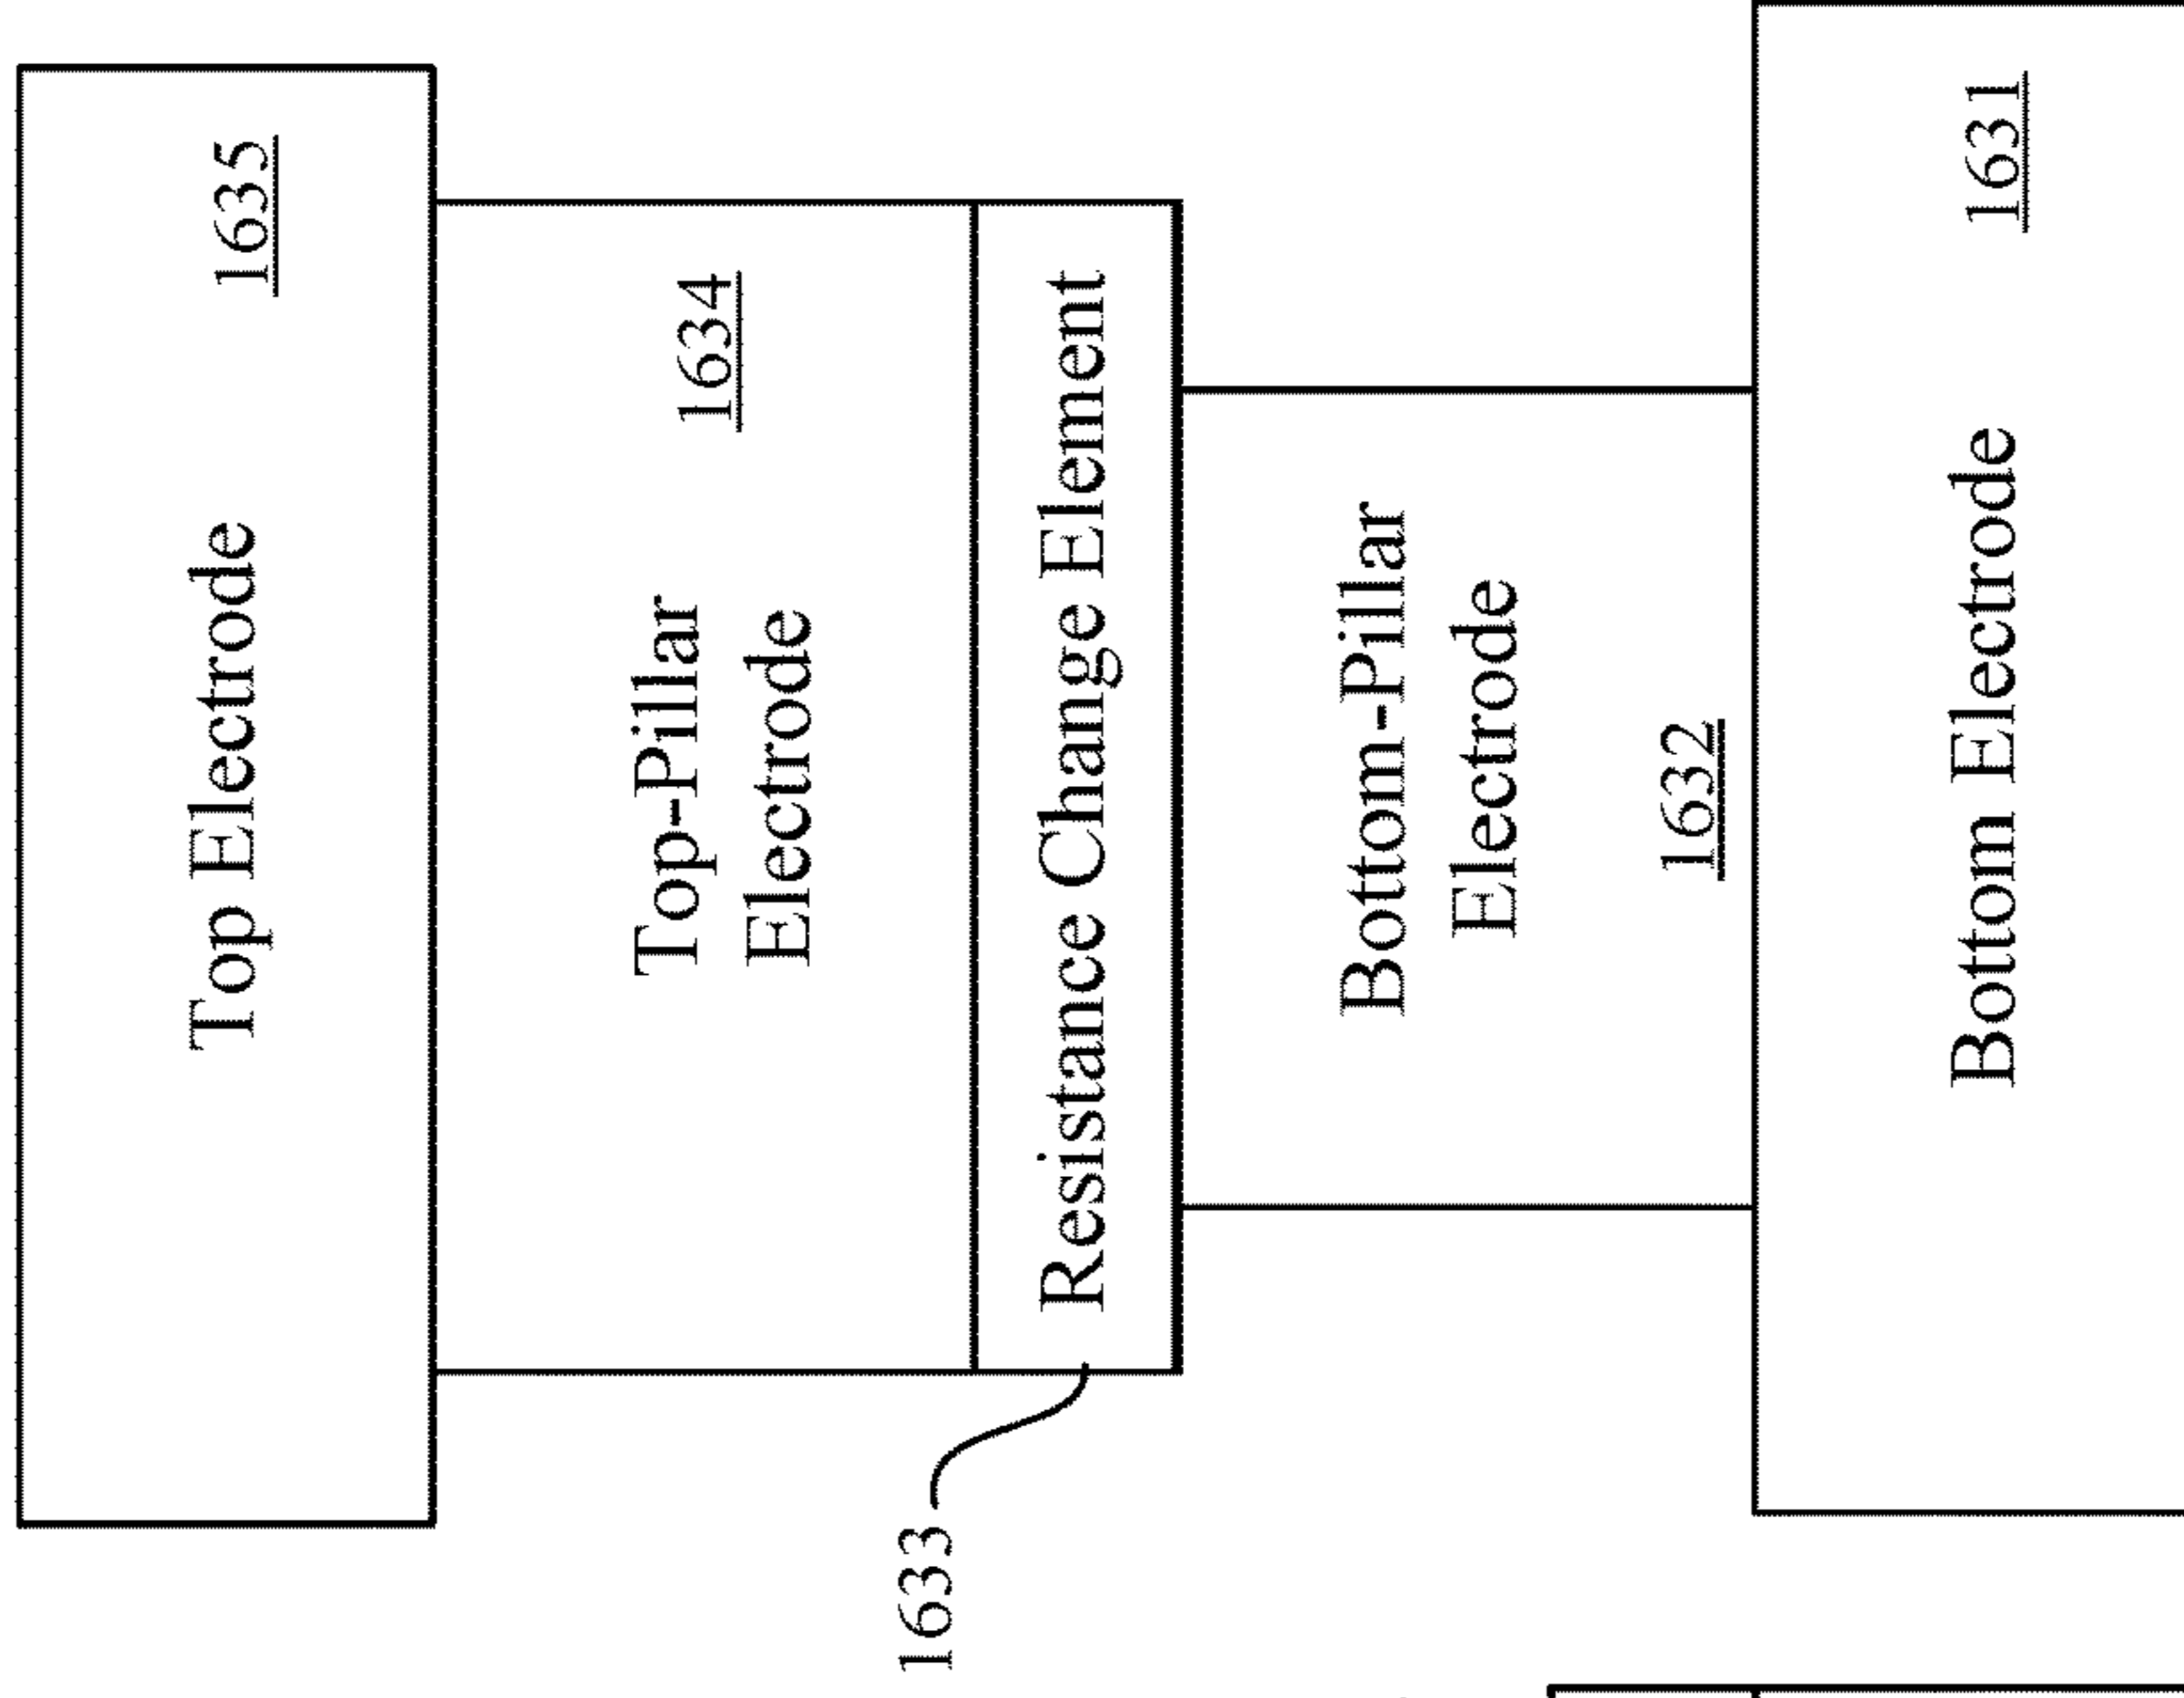 Top Electrode
1635
Top-Pillar
Electrode
1634
Resistance Change Element
1633
Bottom-Pillar
Electrode
1632
Bottom Electrode
1631